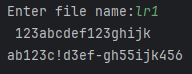 Enter file name:lr1
 123abcdef123ghijk
ab123c!d3ef-gh55ijk456